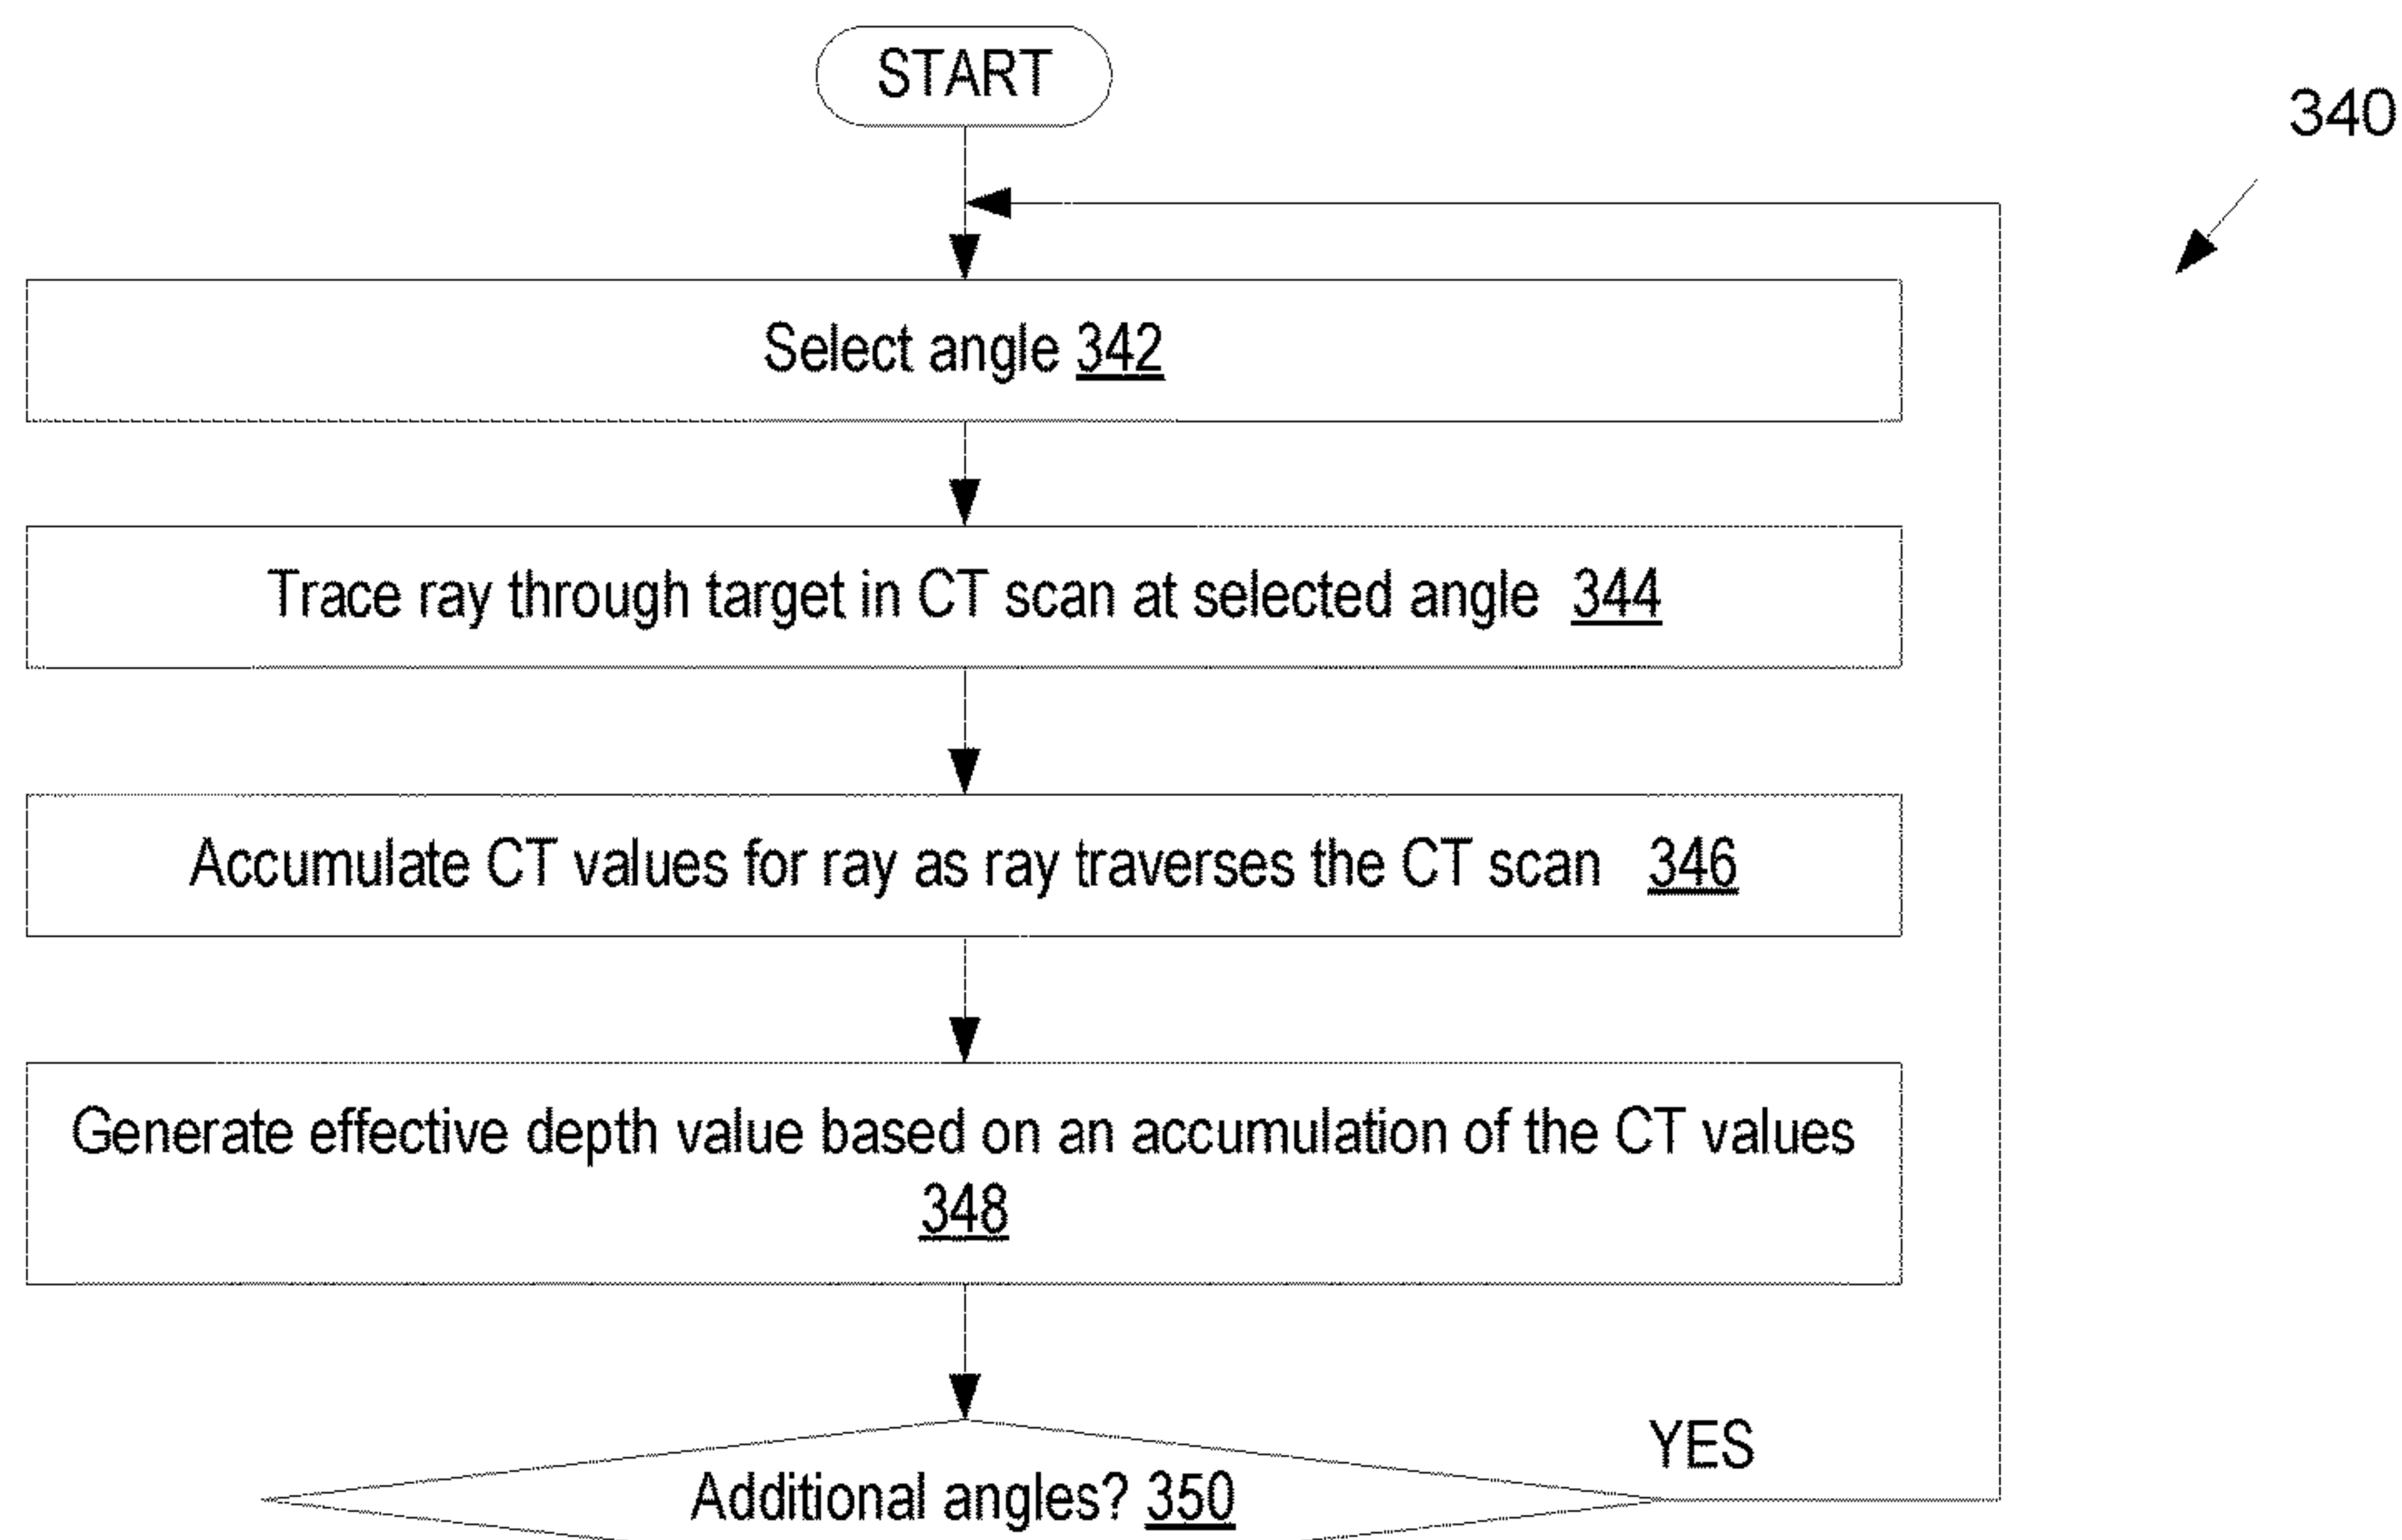 START
340
Select angle 342
Trace ray through target in CT scan at selected angle 344
Accumulate CT values for ray as ray traverses the CT scan 346
Generate effective depth value based on an accumulation of the CT values
348
YES
Additional angles? 350